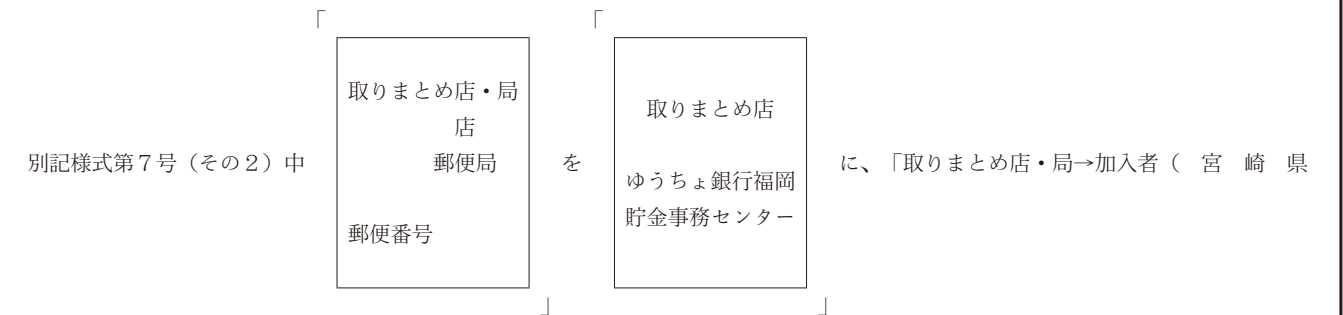 別記様式第７号（その２）中
「
取りまとめ店・局
店
郵便局
郵便番号
」
を
「
取りまとめ店
ゆうちょ銀行福岡
貯金事務センター
」
に、「取りまとめ店・局→加入者（　宮　崎　県